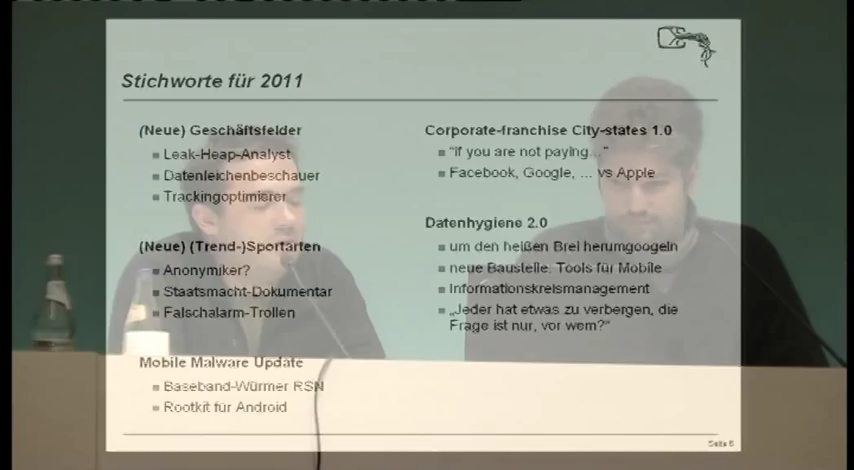 Stichworte für 2011
(Neue) Geschäftsfelder
Leak-Heap-Analyst
Datenleichenbeschauer
Trackingoptimierer
(Neue) (Trend-)Sportarten
Anonymiker?
Staatsmacht-Dokumentar
Falschalarm-Trollen
Mobile Malware Update
Baseband-Würmer RSN
Rootkit für Android
Corporate-franchise City-states 1.0
"if you are not paying..."
Facebook, Google, ... vs Apple
Datenhygiene 2.0
um den heißen Brei herumgoogeln
neue Baustelle: Tools für Mobile
Informationskreismanagement
„Jeder hat etwas zu verbergen, die
Frage ist nur, vor wem?“
Seite 6